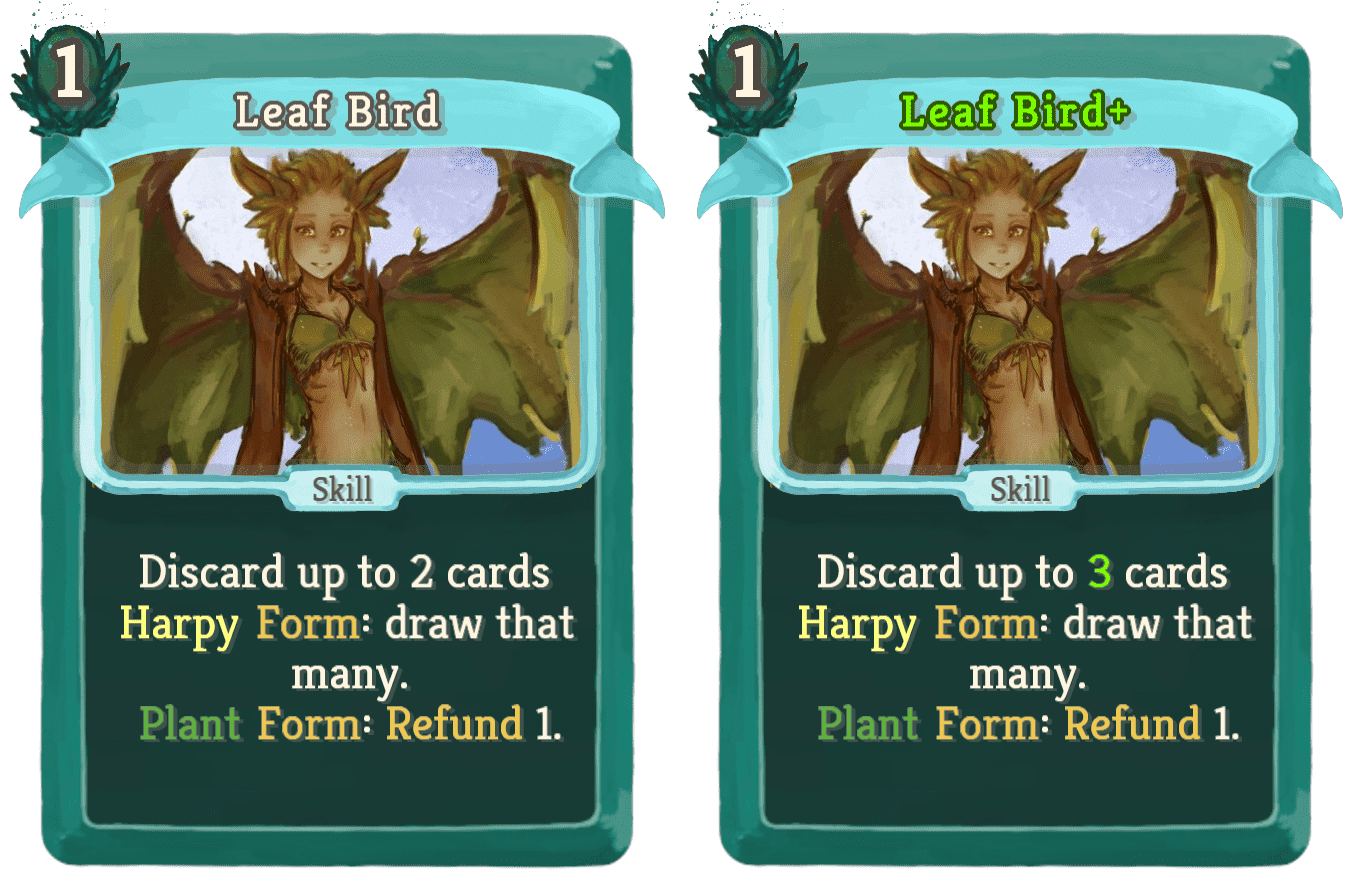 1
Leaf Bird
Skill
Discard up to 2 cards
Harpy Form: draw that
many.
Plant Form: Refund 1.
1
Leaf Bird+
Skill
Discard up to 3 cards
Harpy Form: draw that
many.
Plant Form: Refund 1.